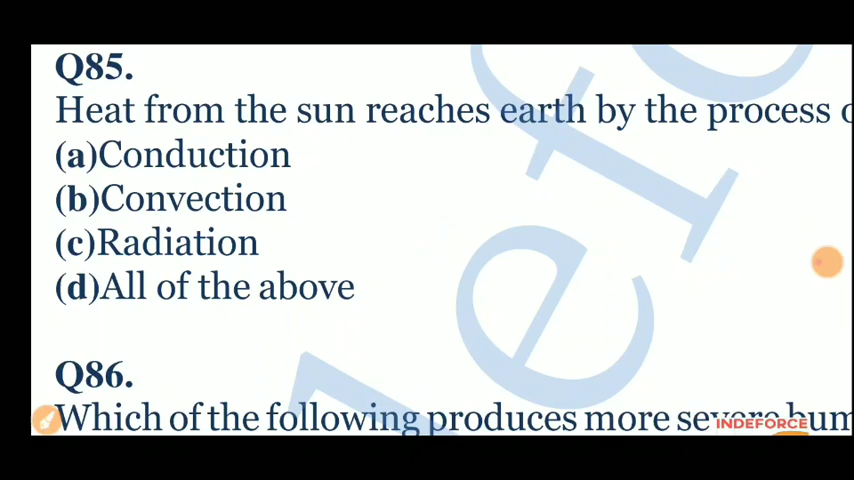 Q85.
Heat from the sun reaches earth by the process
(a)Conduction
(b)Convection
(c)Radiation
(d)All of the above
Q86.
Which of the following produces more severe
INDEFORCE